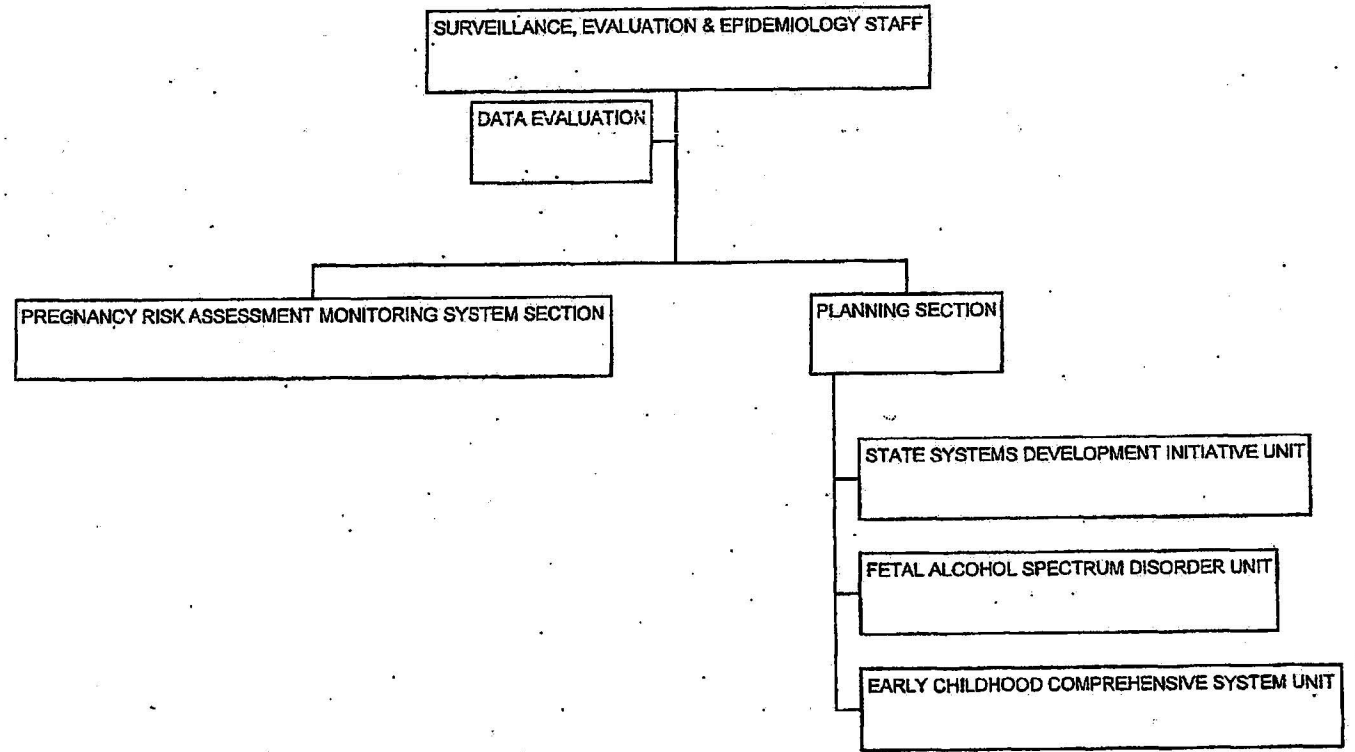 SURVEILLANCE, EVALUATION & EPIDEMIOLOGY STAFF
DATA EVALUATION
PREGNANCY RISK ASSESSMENT MONITORING SYSTEM SECTION
PLANNING SECTION
STATE SYSTEMS DEVELOPMENT INITIATIVE UNIT
FETAL ALCOHOL SPECTRUM DISORDER UNIT
EARLY CHILDHOOD COMPREHENSIVE SYSTEM UNIT